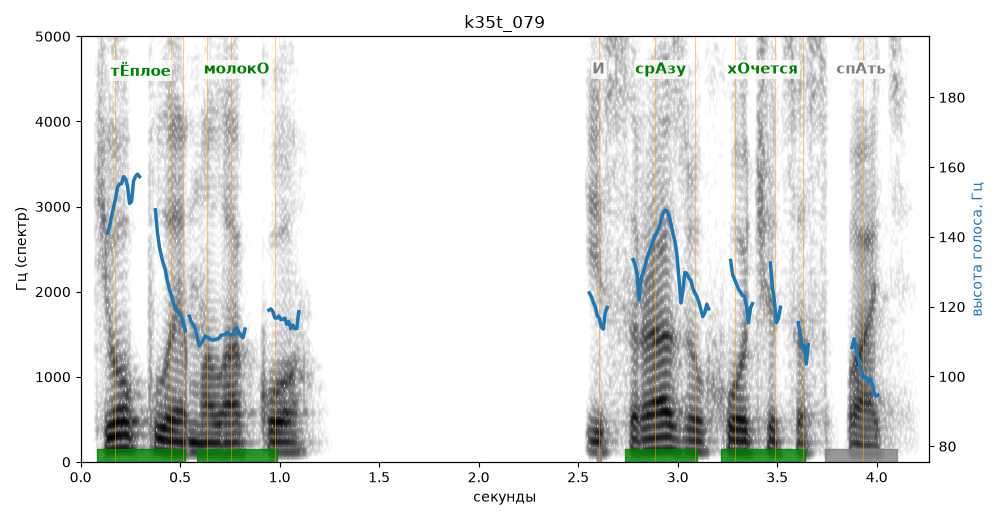 k35t_079
тЁплое молокО И срАзу хОчется спАть
5000
4000
3000
2000
1000
0
Гц (спектр)
180
160
140
120
100
80
высота голоса, Гц
0.0 0.5 1.0 1.5 2.0 2.5 3.0 3.5 4.0
секунды